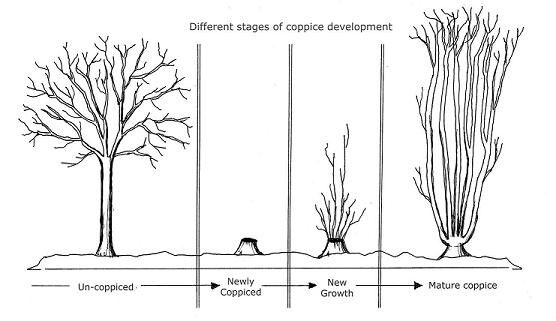 Different stages of coppice development
Un-coppiced
Newly
Coppiced
New
Growth
Mature coppice